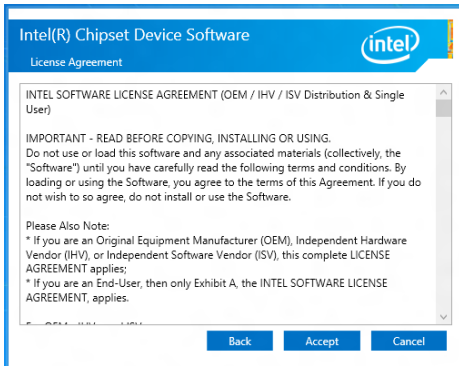 Intel(R) Chipset Device Software
License Agreement
intel
INTEL SOFTWARE LICENSE AGREEMENT (OEM / IHV / ISV Distribution & Single
User)
IMPORTANT - READ BEFORE COPYING, INSTALLING OR USING.
Do not use or load this software and any associated materials (collectively, the
"Software") until you have carefully read the following terms and conditions. By
loading or using the Software, you agree to the terms of this Agreement. If you do
not wish to so agree, do not install or use the Software.
Please Also Note:
* If you are an Original Equipment Manufacturer (OEM), Independent Hardware
Vendor (IHV), or Independent Software Vendor (ISV), this complete LICENSE
AGREEMENT applies;
* If you are an End-User, then only Exhibit A, the INTEL SOFTWARE LICENSE
AGREEMENT, applies.
Back Accept Cancel